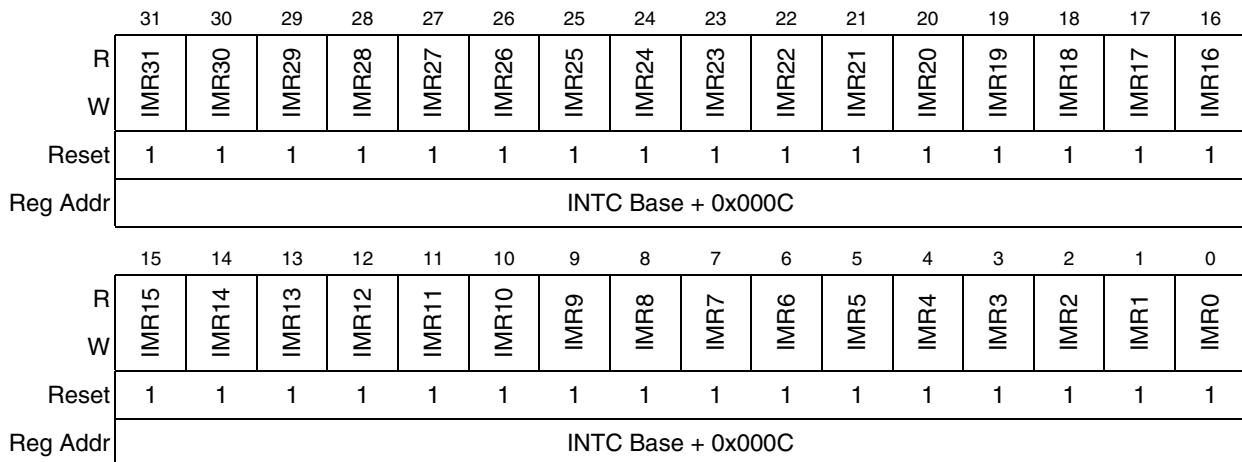 31 30 29 28 27 26 25 24 23 22 21 20 19 18 17 16
R W IMR31 IMR30 IMR29 IMR28 IMR27 IMR26 IMR25 IMR24 IMR23 IMR22 IMR21 IMR20 IMR19 IMR18 IMR17 IMR16
Reset 1 1 1 1 1 1 1 1 1 1 1 1 1 1 1 1
Reg Addr INTC Base + 0x000C
15 14 13 12 11 10 9 8 7 6 5 4 3 2 1 0
R W IMR15 IMR14 IMR13 IMR12 IMR11 IMR10 IMR9 IMR8 IMR7 IMR6 IMR5 IMR4 IMR3 IMR2 IMR1 IMR0
Reset 1 1 1 1 1 1 1 1 1 1 1 1 1 1 1 1
Reg Addr INTC Base + 0x000C